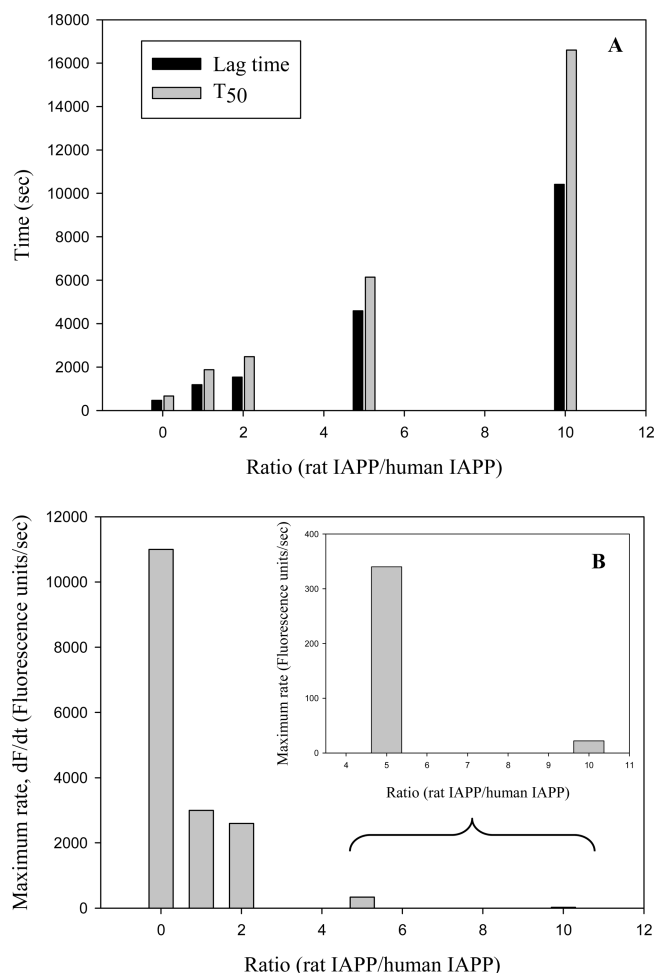 A
Lag time
T50
18000
16000
14000
12000
10000
8000
6000
4000
2000
0
Time (sec)
0 2 4 6 8 10 12
Ratio (rat IAPP/human IAPP)
B
12000
10000
8000
6000
4000
2000
0
Maximum rate, dF/dt (Fluorescence units/sec)
400
300
200
100
0
Maximum rate (Fluorescence units/sec)
4 5 6 7 8 9 10 11
Ratio (rat IAPP/human IAPP)
0 2 4 6 8 10 12
Ratio (rat IAPP/human IAPP)